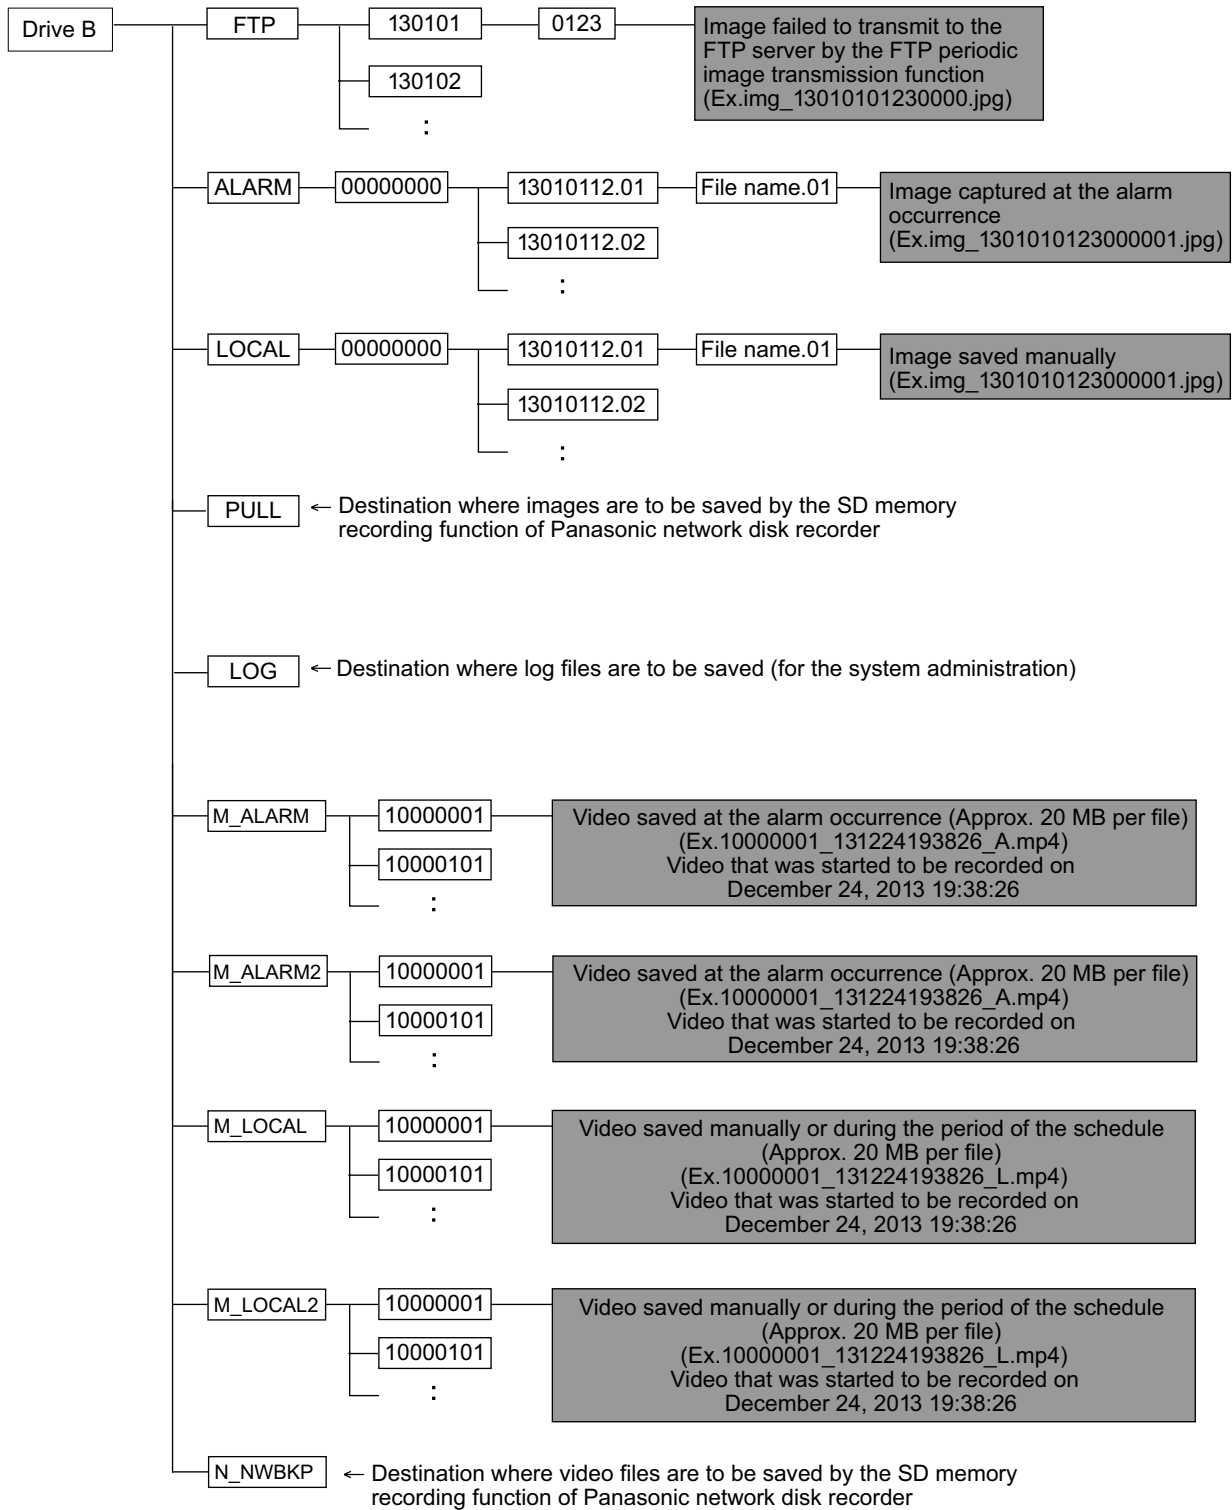 Drive B
FTP
130101
0123
Image failed to transmit to the
FTP server by the FTP periodic
image transmission function
(Ex.img_13010101230000.jpg)
130102
:
ALARM
00000000
13010112.01
File name.01
Image captured at the alarm
occurrence
(Ex.img_1301010123000001.jpg)
13010112.02
:
LOCAL
00000000
13010112.01
File name.01
Image saved manually
(Ex.img_1301010123000001.jpg)
13010112.02
:
PULL
← Destination where images are to be saved by the SD memory
recording function of Panasonic network disk recorder
LOG
← Destination where log files are to be saved (for the system administration)
M_ALARM
10000001
Video saved at the alarm occurrence (Approx. 20 MB per file)
(Ex.10000001_131224193826_A.mp4)
Video that was started to be recorded on
December 24, 2013 19:38:26
10000101
:
M_ALARM2
10000001
Video saved at the alarm occurrence (Approx. 20 MB per file)
(Ex.10000001_131224193826_A.mp4)
Video that was started to be recorded on
December 24, 2013 19:38:26
10000101
:
M_LOCAL
10000001
Video saved manually or during the period of the schedule
(Approx. 20 MB per file)
(Ex.10000001_131224193826_L.mp4)
Video that was started to be recorded on
December 24, 2013 19:38:26
10000101
:
M_LOCAL2
10000001
Video saved manually or during the period of the schedule
(Approx. 20 MB per file)
(Ex.10000001_131224193826_L.mp4)
Video that was started to be recorded on
December 24, 2013 19:38:26
10000101
:
N_NWBKP
← Destination where video files are to be saved by the SD memory
recording function of Panasonic network disk recorder